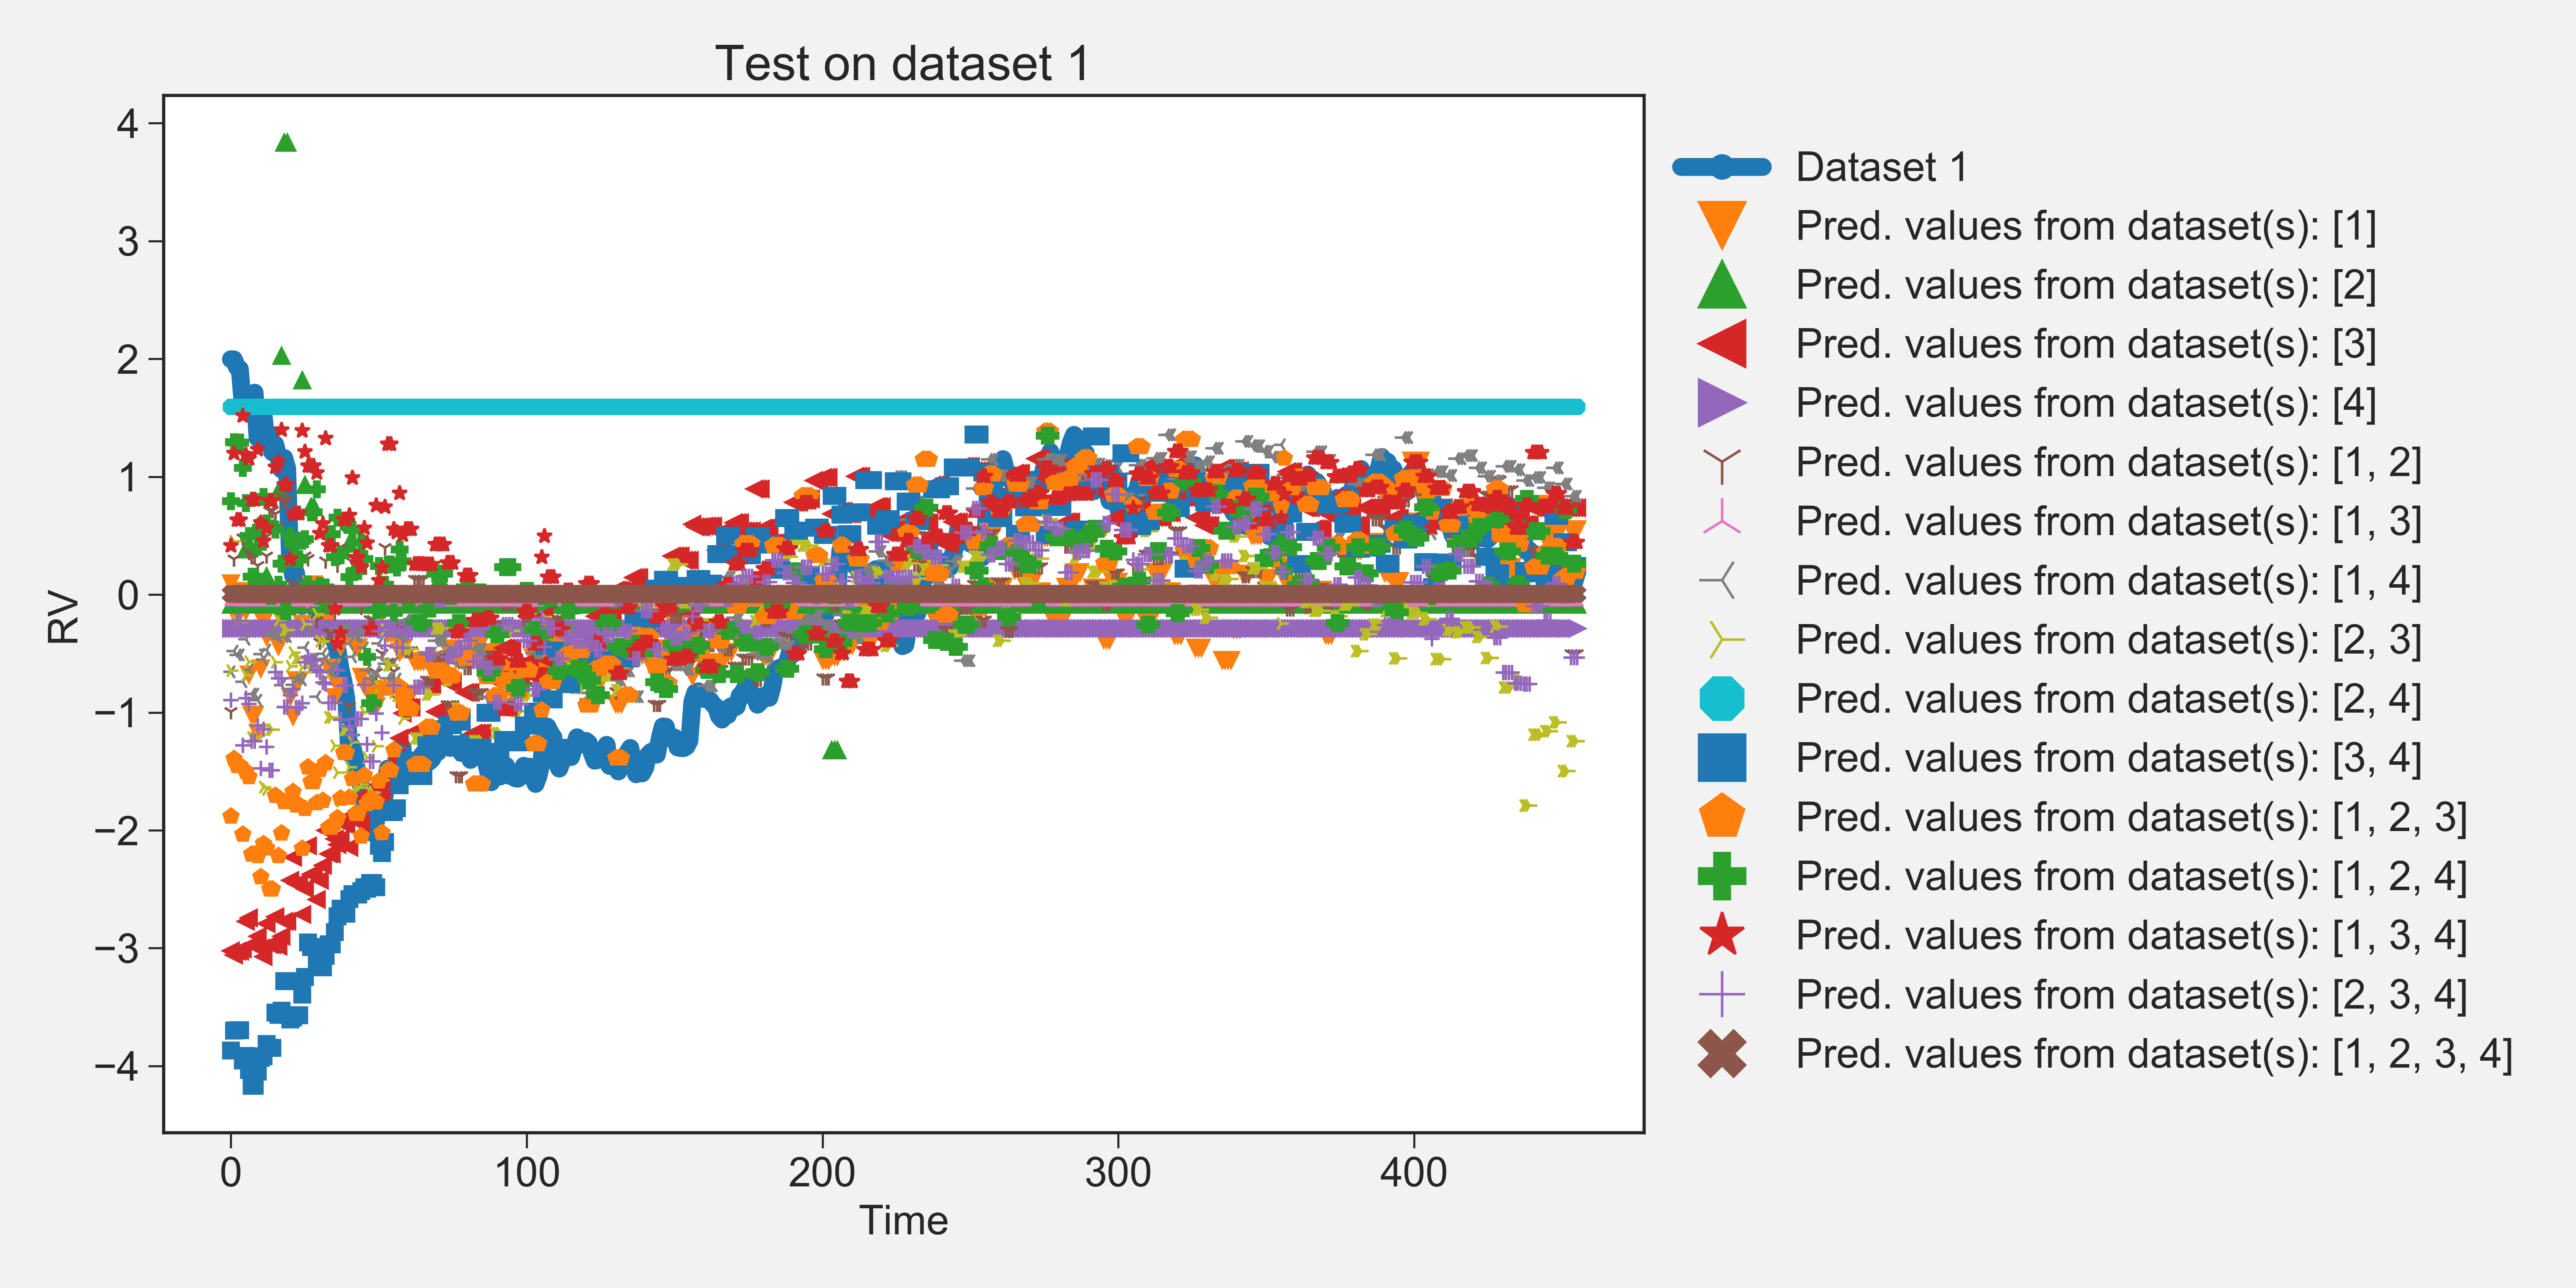 Test on dataset 1
4
3
2
1
0
−1
−2
−3
−4
RV
0 100 200 300 400
Time
Dataset 1
Pred. values from dataset(s): [1]
Pred. values from dataset(s): [2]
Pred. values from dataset(s): [3]
Pred. values from dataset(s): [4]
Pred. values from dataset(s): [1, 2]
Pred. values from dataset(s): [1, 3]
Pred. values from dataset(s): [1, 4]
Pred. values from dataset(s): [2, 3]
Pred. values from dataset(s): [2, 4]
Pred. values from dataset(s): [3, 4]
Pred. values from dataset(s): [1, 2, 3]
Pred. values from dataset(s): [1, 2, 4]
Pred. values from dataset(s): [1, 3, 4]
Pred. values from dataset(s): [2, 3, 4]
Pred. values from dataset(s): [1, 2, 3, 4]